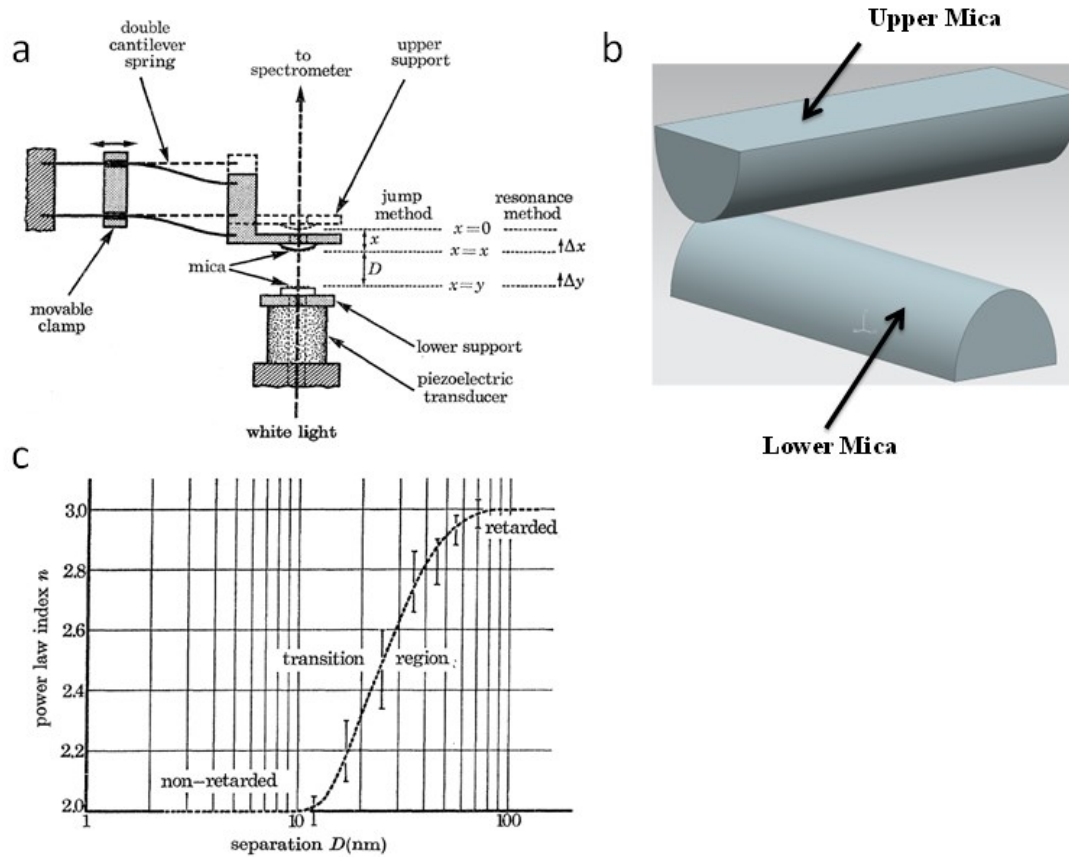 a
double
cantilever
spring
to
spectrometer
upper
support
jump
method
resonance
method
x=0
x
x=x
Δx
mica
D
x=y
Δy
movable
clamp
lower support
piezoelectric
transducer
white light
b
Upper Mica
Lower Mica
c
power law index n
3,0
2.8
2.6
2.4
2,2
2.0
retarded
transition region
non-retarded
1
10
100
separation D(nm)